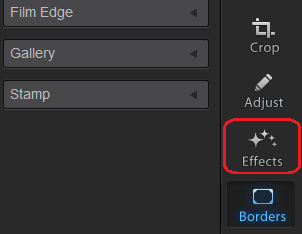 Film Edge
Gallery
Stamp
Crop
Adjust
Effects
Borders